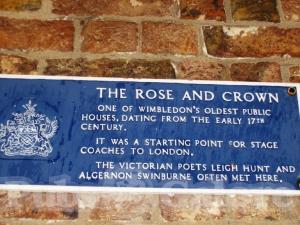 THE ROSE AND CROWN
ONE OF WIMBLEDON'S OLDEST PUBLIC
HOUSES, DATING FROM THE EARLY 17TH
CENTURY.
IT WAS A STARTING POINT FOR STAGE
COACHES TO LONDON.
THE VICTORIAN POETS LEIGH HUNT AND
ALGERNON SWINBURNE OFTEN MET HERE.